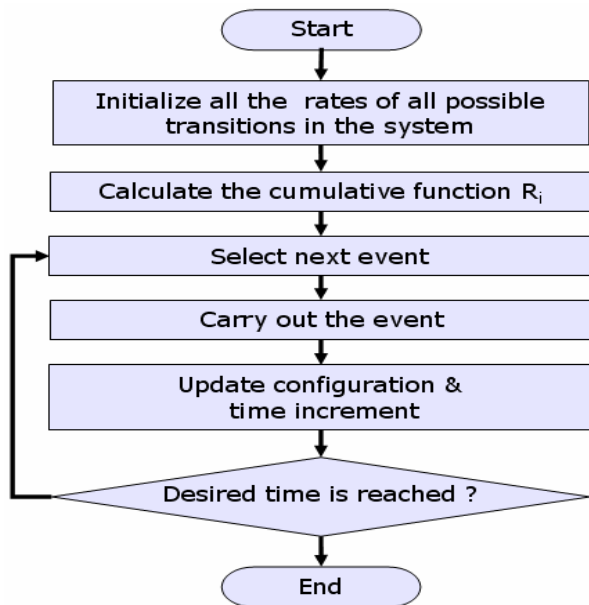 Start
Initialize all the rates of all possible
transitions in the system
Calculate the cumulative function Ri
Select next event
Carry out the event
Update configuration &
time increment
Desired time is reached ?
End